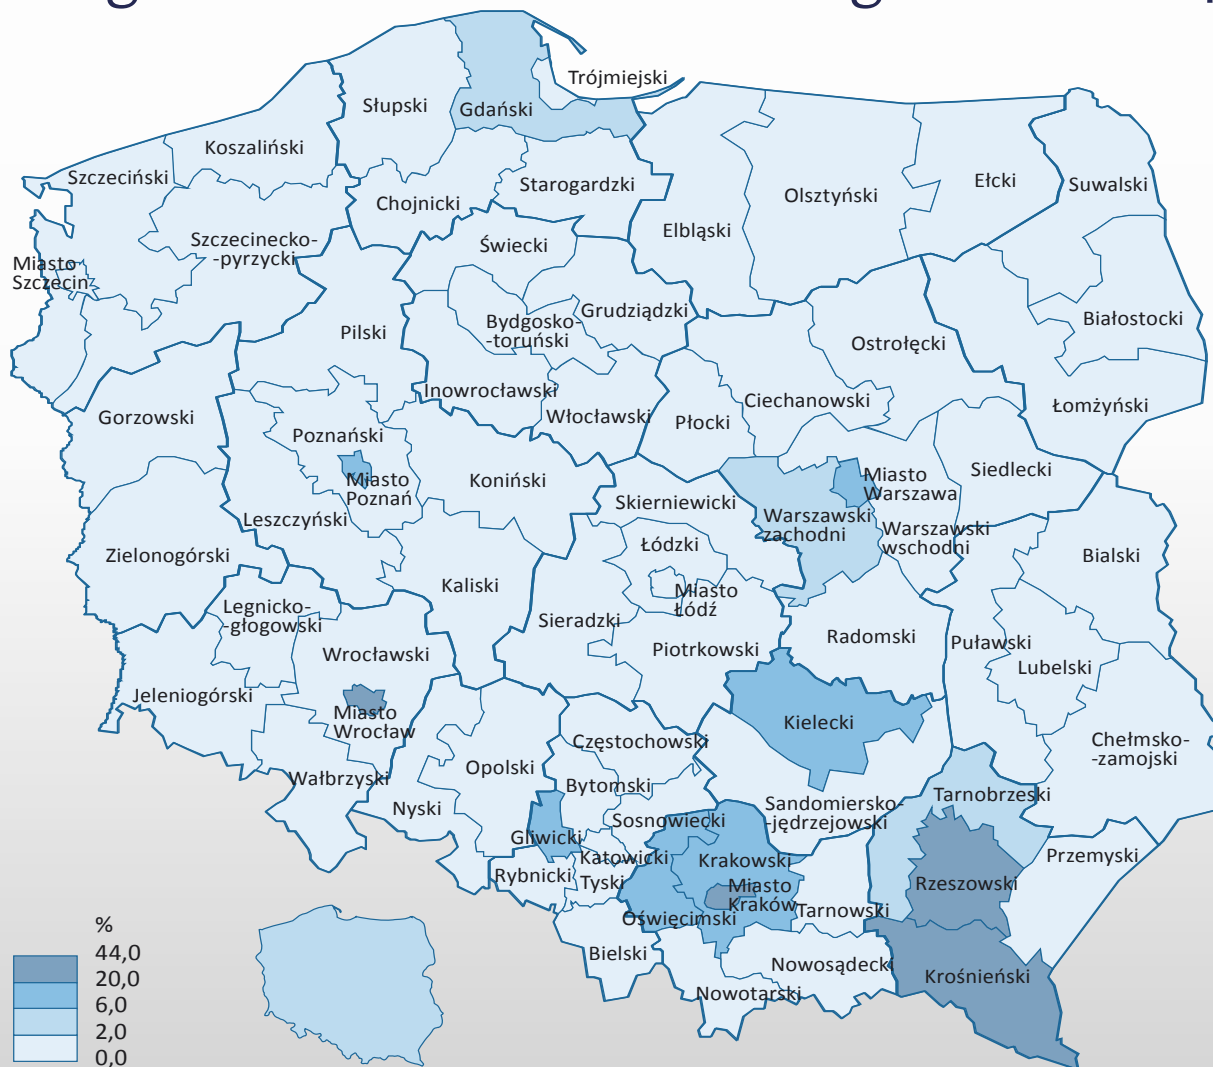 Trójmiejski
Słupski
Gdański
Koszaliński
Szczeciński
Starogardzki
Chojnicki
Olsztyński
Ełcki
Suwalski
Elbląski
Szczecinecko-
-pyrzycki
Świecki
Miasto
Szczecin
Grudziądzki
Bydgosko-
-toruński
Białostocki
Pilski
Ostrołęcki
Inowrocławski
Ciechanowski
Łomżyński
Gorzowski
Włocławski
Płocki
Poznański
Miasto
Poznań
Koniński
Siedlecki
Miasto
Warszawa
Skierniewicki
Leszczyński
Warszawski
zachodni
Warszawski
wschodni
Zielonogórski
Łódzki
Bialski
Kaliski
Miasto
Łódź
Legnicko-
-głogowski
Sieradzki
Radomski
Puławski
Wrocławski
Piotrkowski
Lubelski
Jeleniogórski
Miasto
Wrocław
Kielecki
Częstochowski
Chełmsko-
-zamojski
Opolski
Wałbrzyski
Bytomski
Tarnobrzeski
Nyski
Sandomiersko-
-jędrzejowski
Sosnowiecki
Gliwicki
Katowicki
Krakowski
Przemyski
Rybnicki
Tyski
Miasto
Kraków
Rzeszowski
Oświęcimski
Tarnowski
Bielski
Nowosądecki
Krośnieński
Nowotarski
%
44,0
20,0
6,0
2,0
0,0